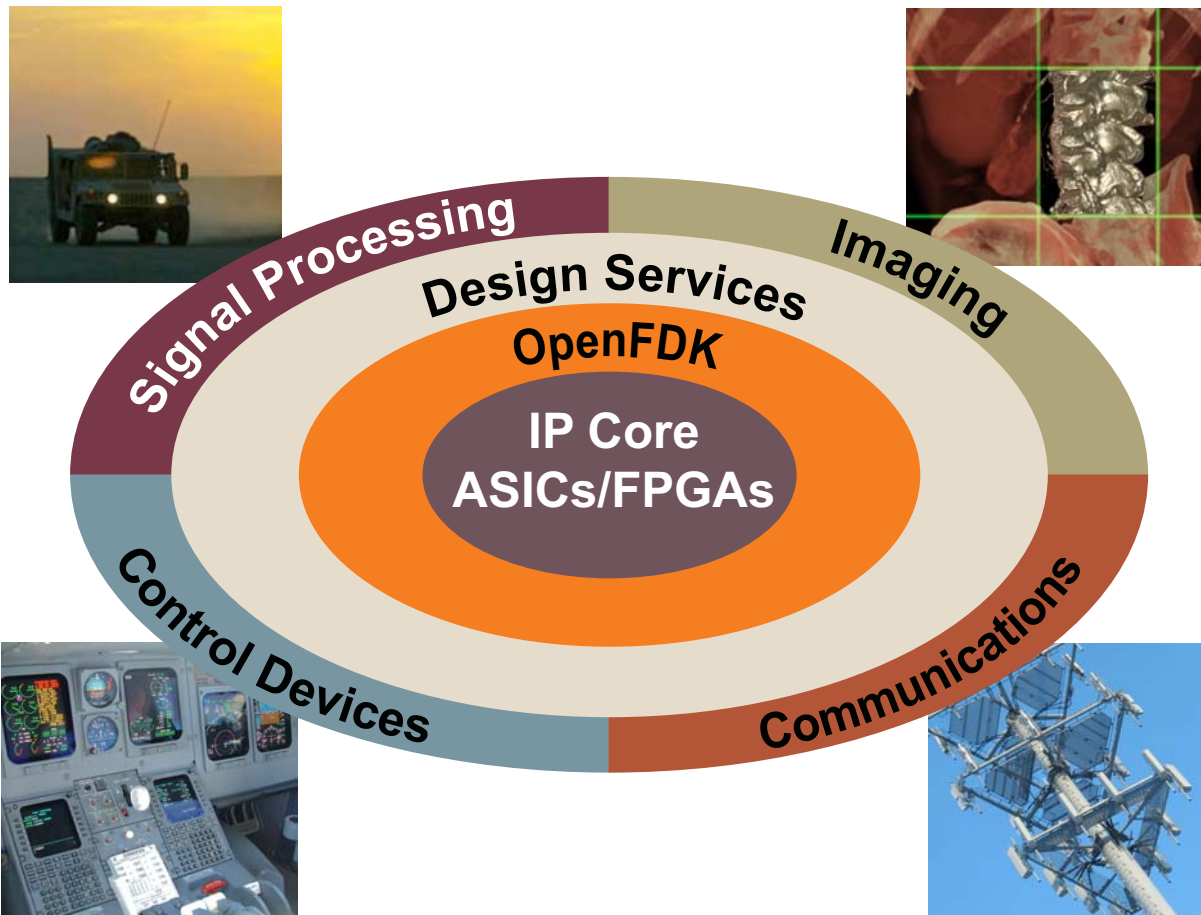 Signal Processing
Imaging
Design Services
OpenFDK
IP Core
ASICs/FPGAs
Control Devices
Communications